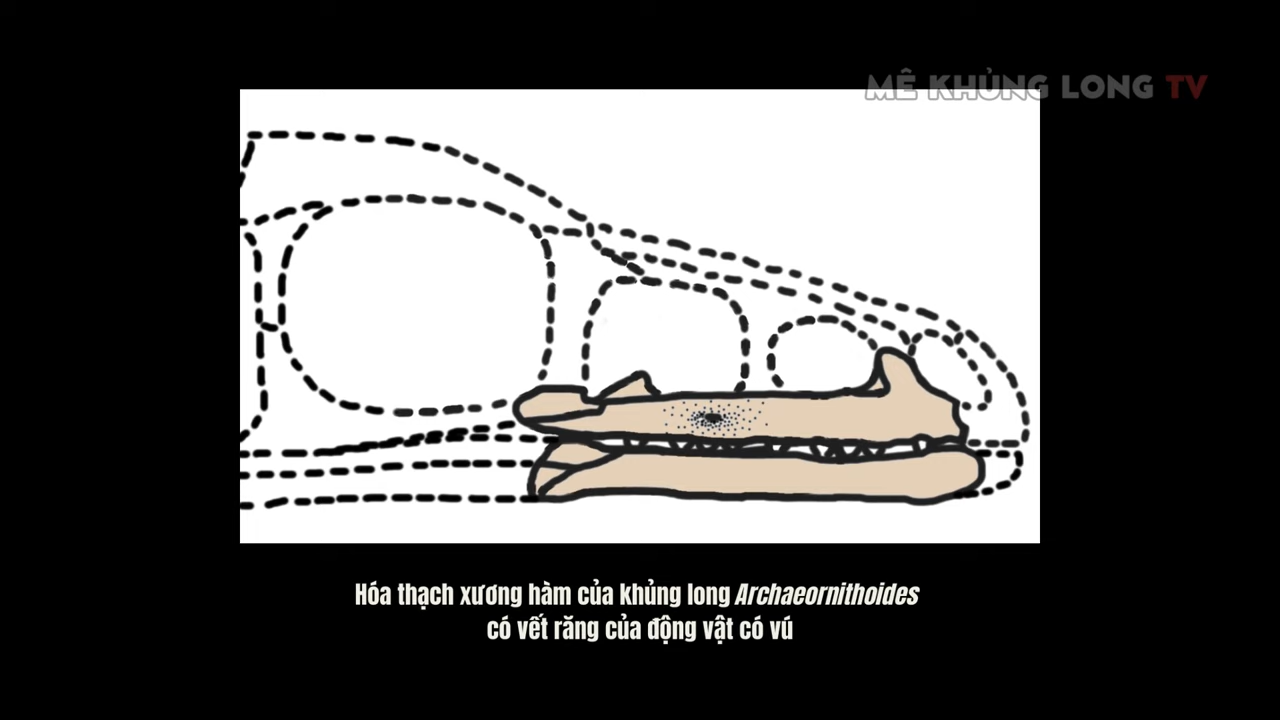 MÊ KHỦNG LONG TV
Hóa thạch xương hàm của khủng long Archaeornithoides
có vết răng của động vật có vú